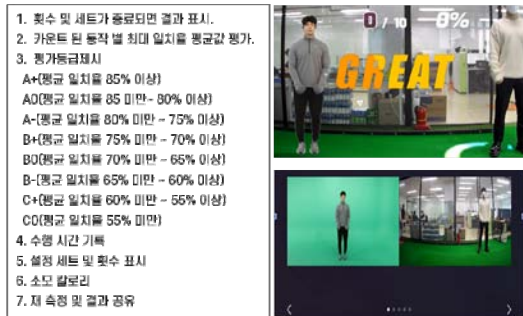 1. 횟수 및 세트가 종료되면 결과 표시.
2. 카운트 된 동작 별 최대 일치율 평균값 평가.
3. 평가등급제시
A+(평균 일치율 85% 이상)
A0(평균 일치율 85 미만~ 80% 이상)
A-(평균 일치율 80% 미만 ~ 75% 이상)
B+(평균 일치율 75% 미만 ~ 70% 이상)
B0(평균 일치율 70% 미만 ~ 65% 이상)
B-(평균 일치율 65% 미만 ~ 60% 이상)
C+(평균 일치율 60% 미만 ~ 55% 이상)
C0(평균 일치율 55% 미만)
4. 수행 시간 기록
5. 설정 세트 및 횟수 표시
6. 소모 칼로리
7. 재 측정 및 결과 공유
0 / 10 0%
GREAT